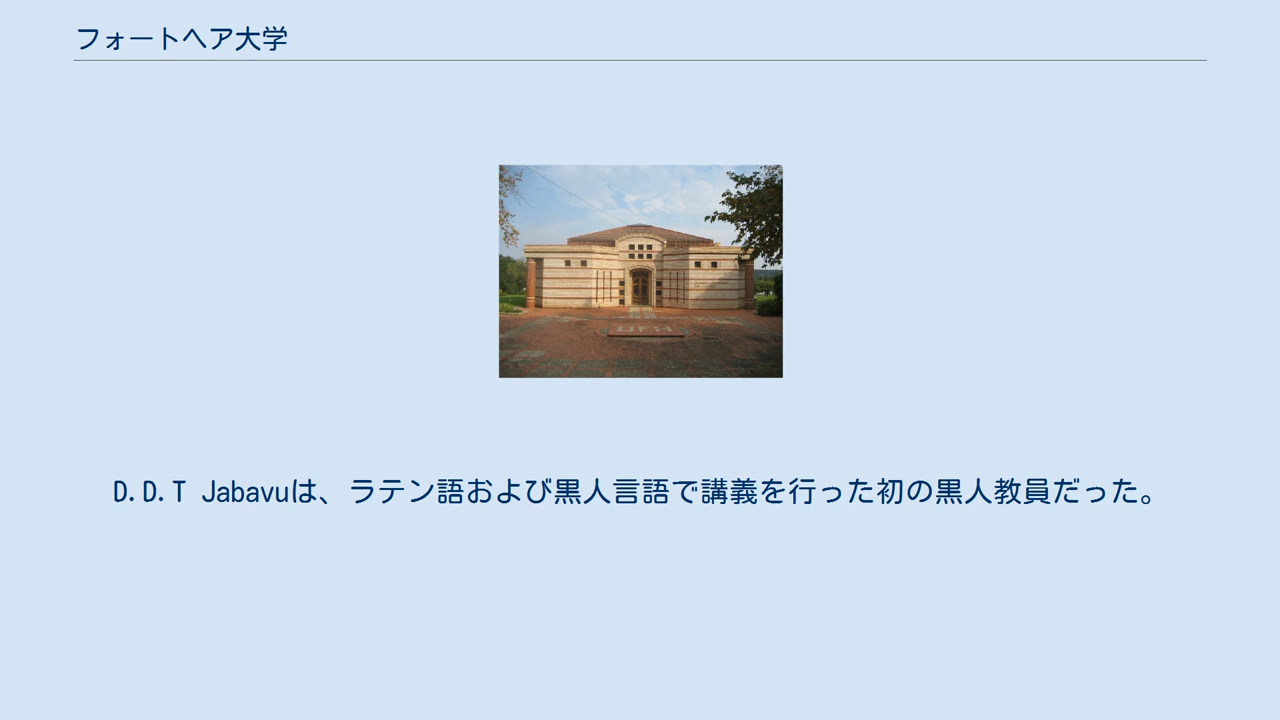 フォートヘア大学
UFH
D.D.T Jabavuは、ラテン語および黒人言語で講義を行った初の黒人教員だった。